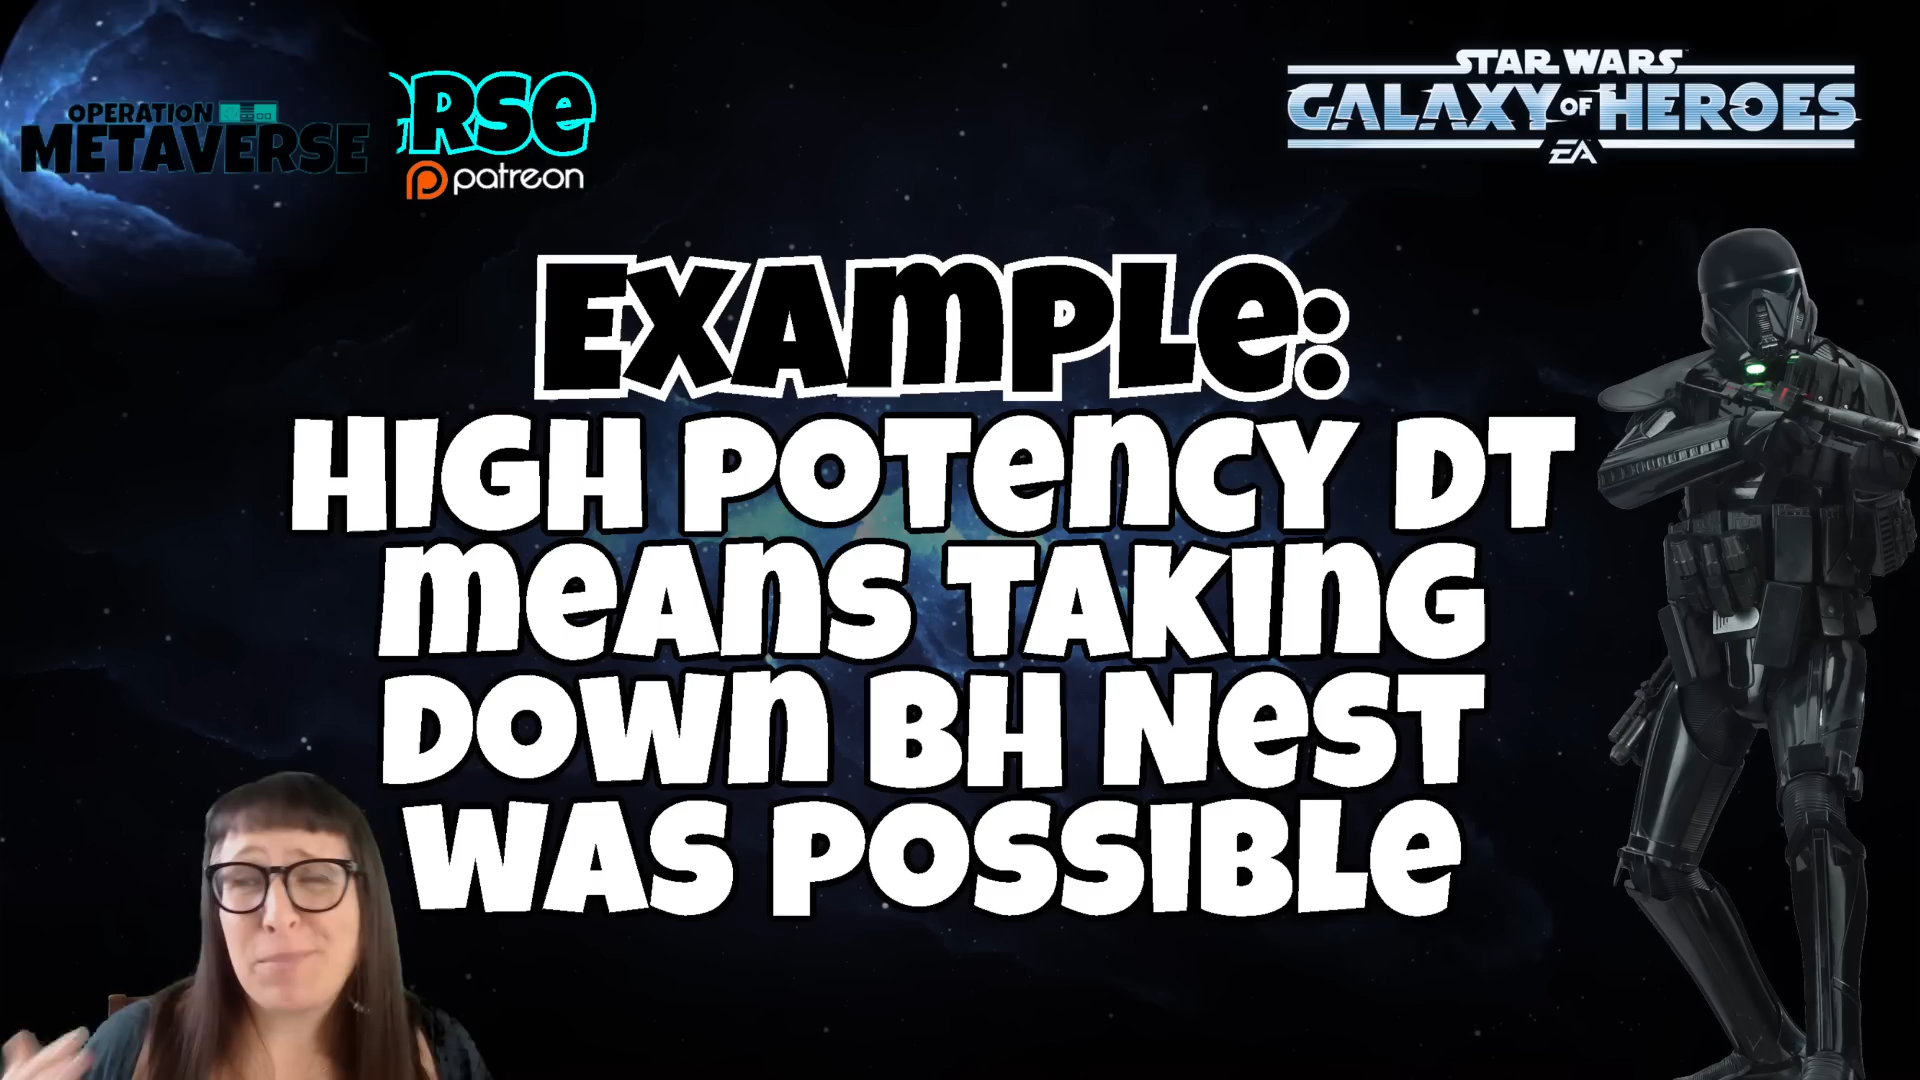 OPERATION
METAVERSE
RSE
patreon
STAR WARS
GALAXY OF HEROES
EA
EXAMPLE:
HIGH POTENCY DT
MEANS TAKING
DOWN BH NEST
WAS POSSIBLE